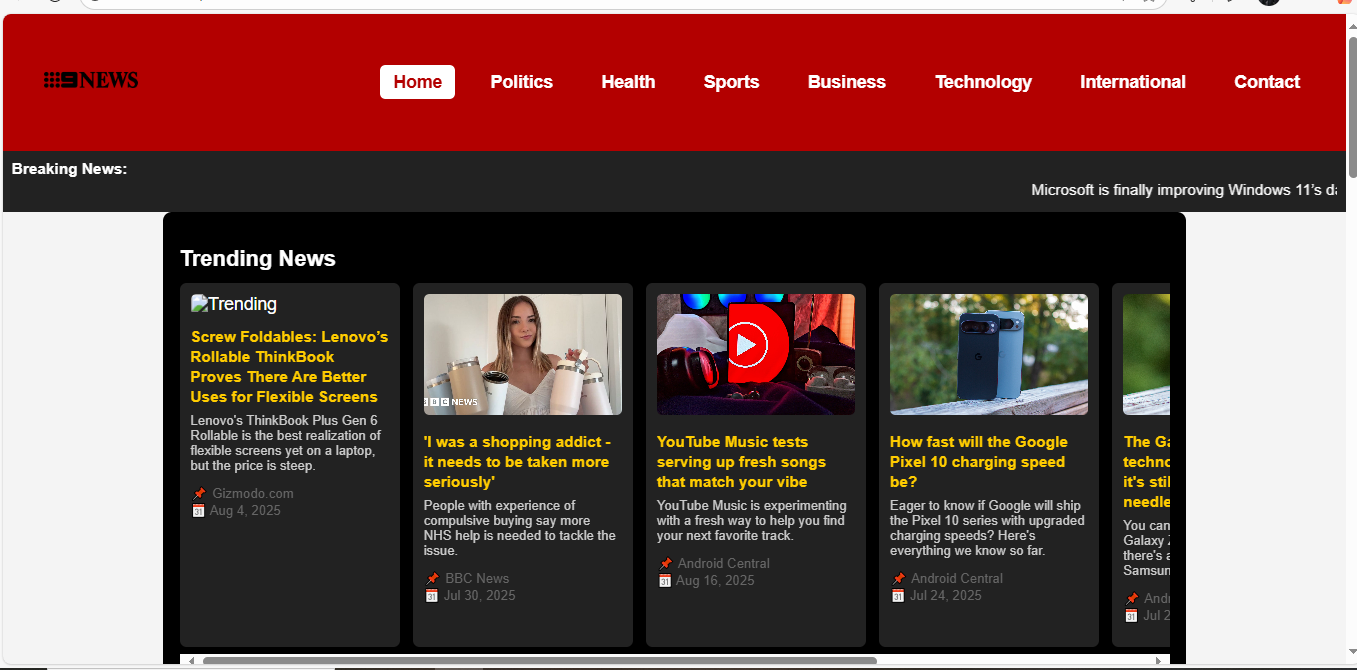 9NEWS
Home Politics Health Sports Business Technology International Contact
Breaking News:
Microsoft is finally improving Windows 11's da
Trending News
Trending
Screw Foldables: Lenovo's
Rollable ThinkBook
Proves There Are Better
Uses for Flexible Screens
Lenovo's ThinkBook Plus Gen 6
Rollable is the best realization of
flexible screens yet on a laptop,
but the price is steep.
Gizmodo.com
Aug 4, 2025
BBC NEWS
'I was a shopping addict -
it needs to be taken more
seriously'
People with experience of
compulsive buying say more
NHS help is needed to tackle the
issue.
BBC News
Jul 30, 2025
YouTube Music tests
serving up fresh songs
that match your vibe
YouTube Music is experimenting
with a fresh way to help you find
your next favorite track.
Android Central
Aug 16, 2025
How fast will the Google
Pixel 10 charging speed
be?
Eager to know if Google will ship
the Pixel 10 series with upgraded
charging speeds? Here's
everything we know so far.
Android Central
Jul 24, 2025
The Ga
techno
it's stil
needle
You can
Galaxy Z
there's a
Samsun
Andr
Jul 2